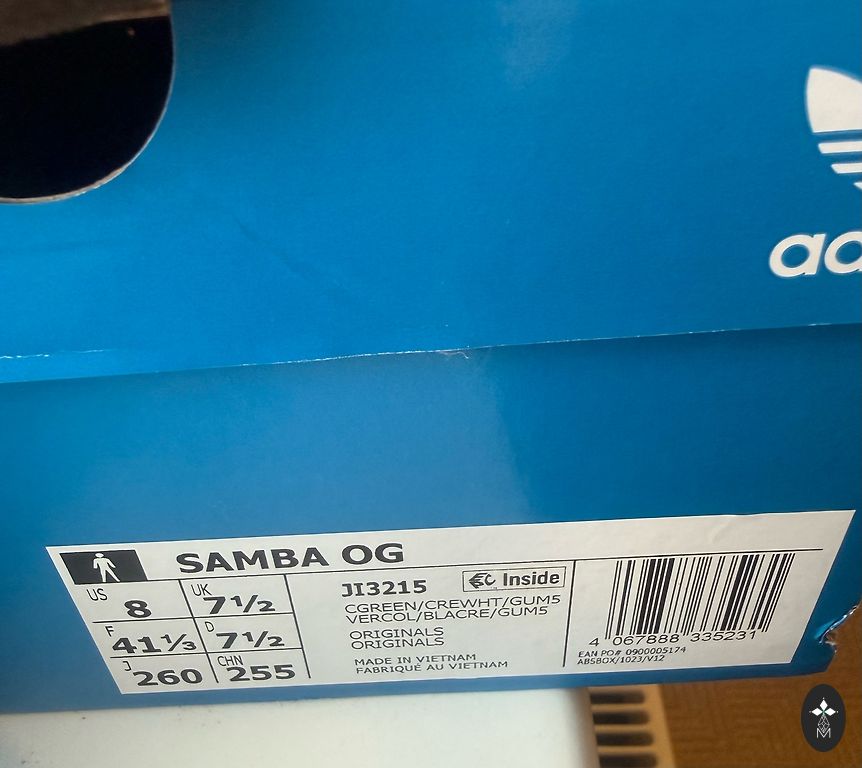 ad
SAMBA OG
US 8 UK 7½
F 41⅓ D 7½
J 260 CHN 255
JI3215
EC Inside
CGREEN/CREWHT/GUM5
VERCOL/BLACRE/GUM5
ORIGINALS
ORIGINALS
MADE IN VIETNAM
FABRIQUÉ AU VIETNAM
4 067888 335231
EAN PO# 0900005174
ABSBOX/1023/V12
M